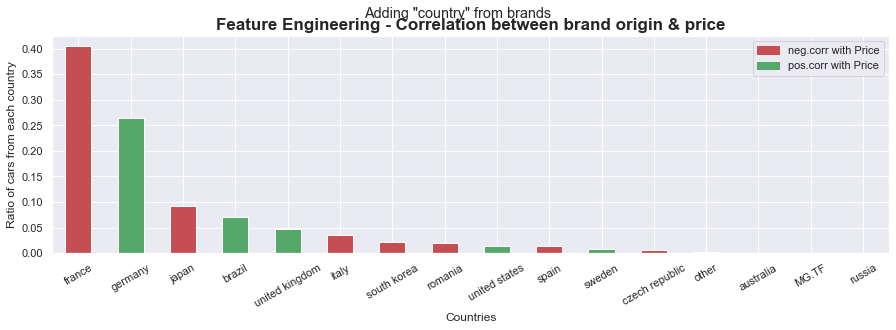 Adding "country" from brands
Feature Engineering - Correlation between brand origin & price
neg.corr with Price
pos.corr with Price
Ratio of cars from each country
0.40
0.35
0.30
0.25
0.20
0.15
0.10
0.05
0.00
france
germany
japan
brazil
united kingdom
italy
south korea
romania
united states
spain
sweden
czech republic
other
australia
MG.TF
russia
Countries